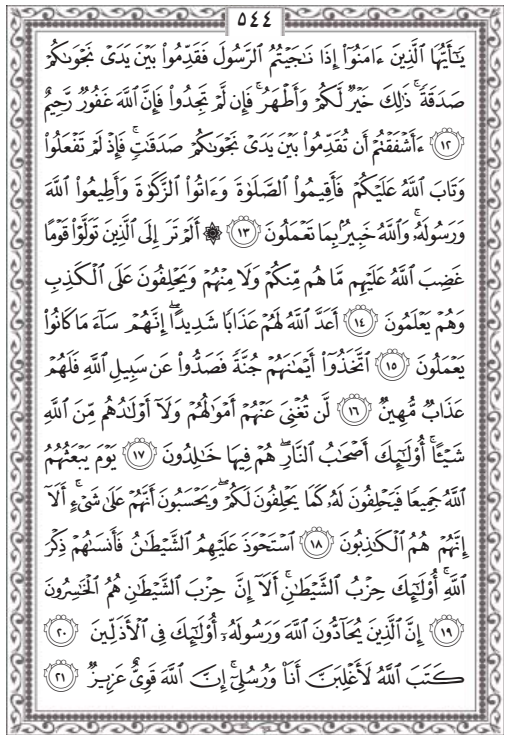 ٥٤٤
يَٰٓأَيُّهَا ٱلَّذِينَ ءَامَنُوٓا۟ إِذَا نَٰجَيْتُمُ ٱلرَّسُولَ فَقَدِّمُوا۟ بَيْنَ يَدَىْ نَجْوَىٰكُمْ
صَدَقَةً ۚ ذَٰلِكَ خَيْرٌ لَّكُمْ وَأَطْهَرُ ۚ فَإِن لَّمْ تَجِدُوا۟ فَإِنَّ ٱللَّهَ غَفُورٌ رَّحِيمٌ
١٢ ءَأَشْفَقْتُمْ أَن تُقَدِّمُوا۟ بَيْنَ يَدَىْ نَجْوَىٰكُمْ صَدَقَٰتٍ ۚ فَإِذْ لَمْ تَفْعَلُوا۟
وَتَابَ ٱللَّهُ عَلَيْكُمْ فَأَقِيمُوا۟ ٱلصَّلَوٰةَ وَءَاتُوا۟ ٱلزَّكَوٰةَ وَأَطِيعُوا۟ ٱللَّهَ
وَرَسُولَهُۥ ۚ وَٱللَّهُ خَبِيرٌۢ بِمَا تَعْمَلُونَ ١٣ ۞ أَلَمْ تَرَ إِلَى ٱلَّذِينَ تَوَلَّوْا۟ قَوْمًا
غَضِبَ ٱللَّهُ عَلَيْهِم مَّا هُم مِّنكُمْ وَلَا مِنْهُمْ وَيَحْلِفُونَ عَلَى ٱلْكَذِبِ
وَهُمْ يَعْلَمُونَ ١٤ أَعَدَّ ٱللَّهُ لَهُمْ عَذَابًا شَدِيدًا ۖ إِنَّهُمْ سَآءَ مَا كَانُوا۟
يَعْمَلُونَ ١٥ ٱتَّخَذُوٓا۟ أَيْمَٰنَهُمْ جُنَّةً فَصَدُّوا۟ عَن سَبِيلِ ٱللَّهِ فَلَهُمْ
عَذَابٌ مُّهِينٌ ١٦ لَّن تُغْنِىَ عَنْهُمْ أَمْوَٰلُهُمْ وَلَآ أَوْلَٰدُهُم مِّنَ ٱللَّهِ
شَيْـًٔا ۚ أُو۟لَٰٓئِكَ أَصْحَٰبُ ٱلنَّارِ ۖ هُمْ فِيهَا خَٰلِدُونَ ١٧ يَوْمَ يَبْعَثُهُمُ
ٱللَّهُ جَمِيعًا فَيَحْلِفُونَ لَهُۥ كَمَا يَحْلِفُونَ لَكُمْ ۖ وَيَحْسَبُونَ أَنَّهُمْ عَلَىٰ شَىْءٍ ۚ أَلَآ
إِنَّهُمْ هُمُ ٱلْكَٰذِبُونَ ١٨ ٱسْتَحْوَذَ عَلَيْهِمُ ٱلشَّيْطَٰنُ فَأَنسَىٰهُمْ ذِكْرَ
ٱللَّهِ ۚ أُو۟لَٰٓئِكَ حِزْبُ ٱلشَّيْطَٰنِ ۚ أَلَآ إِنَّ حِزْبَ ٱلشَّيْطَٰنِ هُمُ ٱلْخَٰسِرُونَ
١٩ إِنَّ ٱلَّذِينَ يُحَآدُّونَ ٱللَّهَ وَرَسُولَهُۥٓ أُو۟لَٰٓئِكَ فِى ٱلْأَذَلِّينَ ٢٠
كَتَبَ ٱللَّهُ لَأَغْلِبَنَّ أَنَا۠ وَرُسُلِىٓ ۚ إِنَّ ٱللَّهَ قَوِىٌّ عَزِيزٌ ٢١